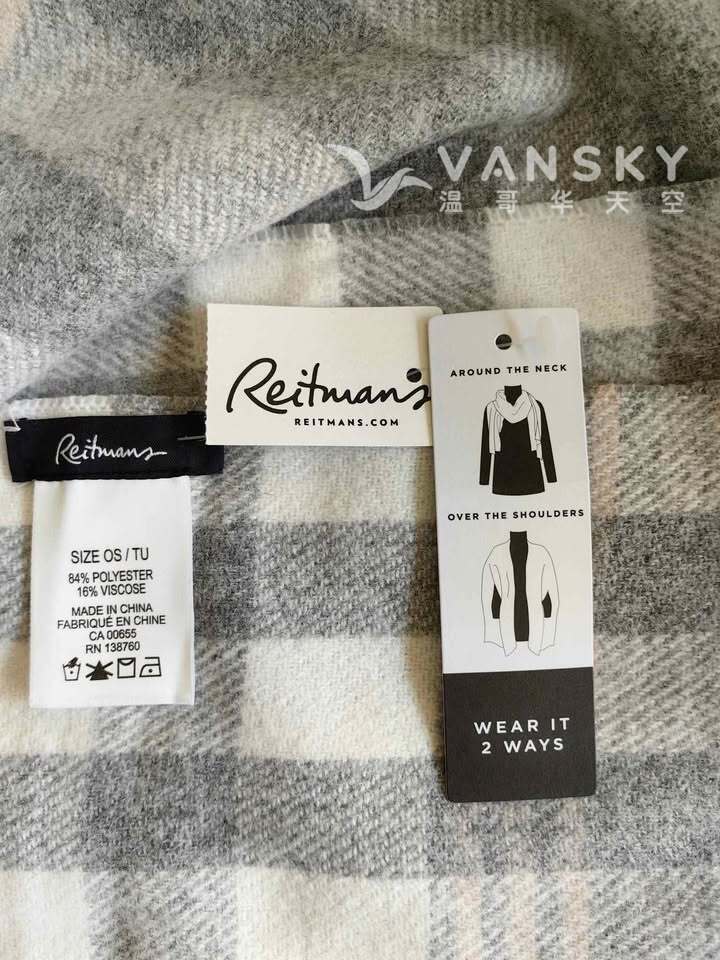 VANSKY
温哥华天空
Reitmans
REITMANS.COM
AROUND THE NECK
OVER THE SHOULDERS
WEAR IT
2 WAYS
Reitmans
SIZE OS / TU
84% POLYESTER
16% VISCOSE
MADE IN CHINA
FABRIQUÉ EN CHINE
CA 00655
RN 138760